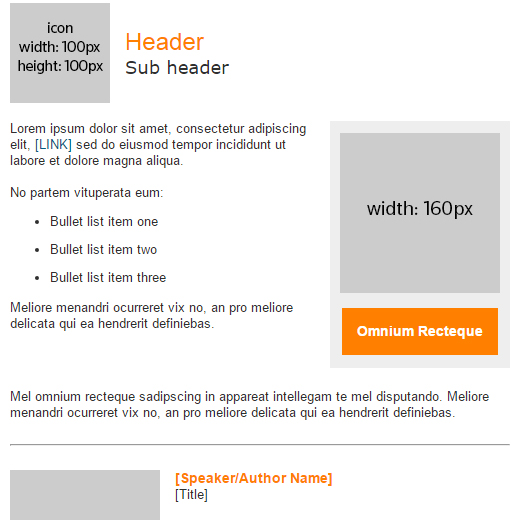 icon
width: 100px
height: 100px
Header
Sub header
Lorem ipsum dolor sit amet, consectetur adipiscing
elit, [LINK] sed do eiusmod tempor incididunt ut
labore et dolore magna aliqua.
No partem vituperata eum:
• Bullet list item one
• Bullet list item two
• Bullet list item three
Meliore menandri ocurreret vix no, an pro meliore
delicata qui ea hendrerit definiebas.
width: 160px
Omnium Recteque
Mel omnium recteque sadipscing in appareat intellegam te mel disputando. Meliore
menandri ocurreret vix no, an pro meliore delicata qui ea hendrerit definiebas.
[Speaker/Author Name]
[Title]